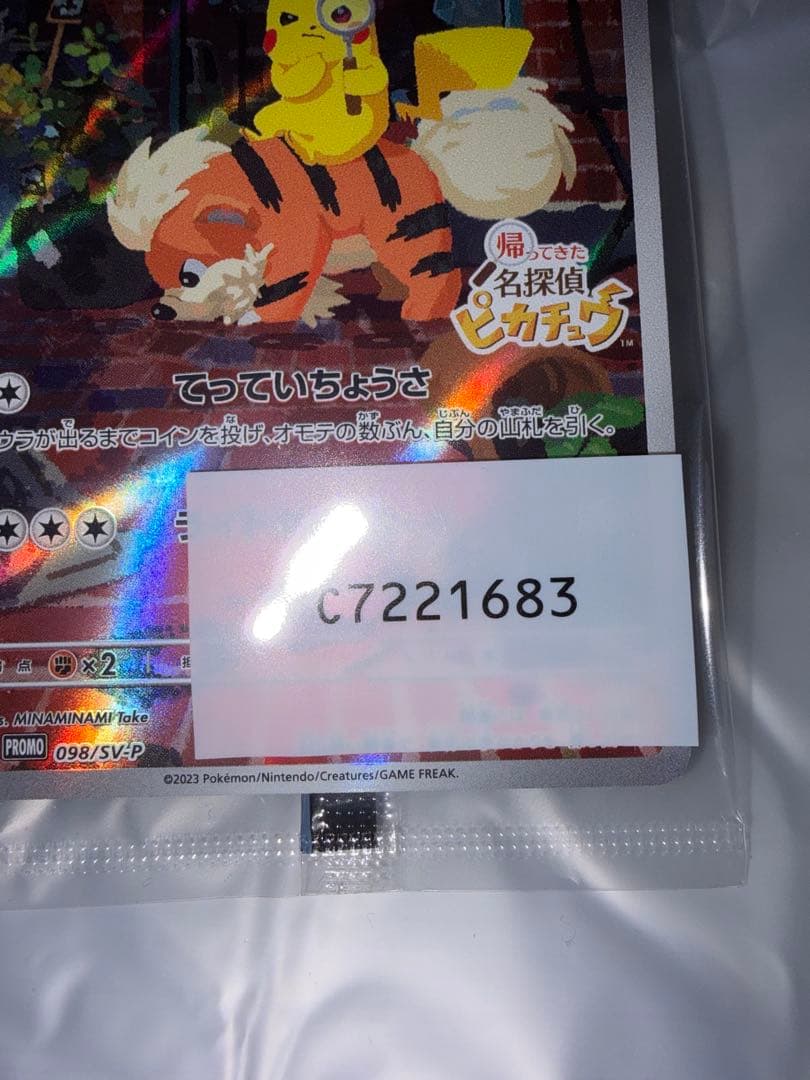 帰ってきた
名探偵
ピカチュウ
TM
てっていちょうさ
ウラが出るまでコインを投げ、オモテの数ぶん、自分の山札を引く。
C7221683
点 ×2
MINAMINAMI Take
PROMO 098/SV-P
©2023 Pokémon/Nintendo/Creatures/GAME FREAK.